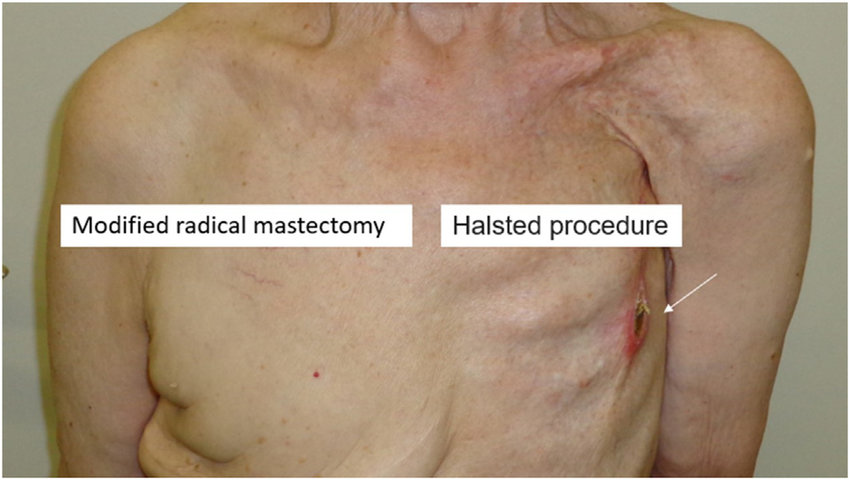 Modified radical mastectomy
Halsted procedure